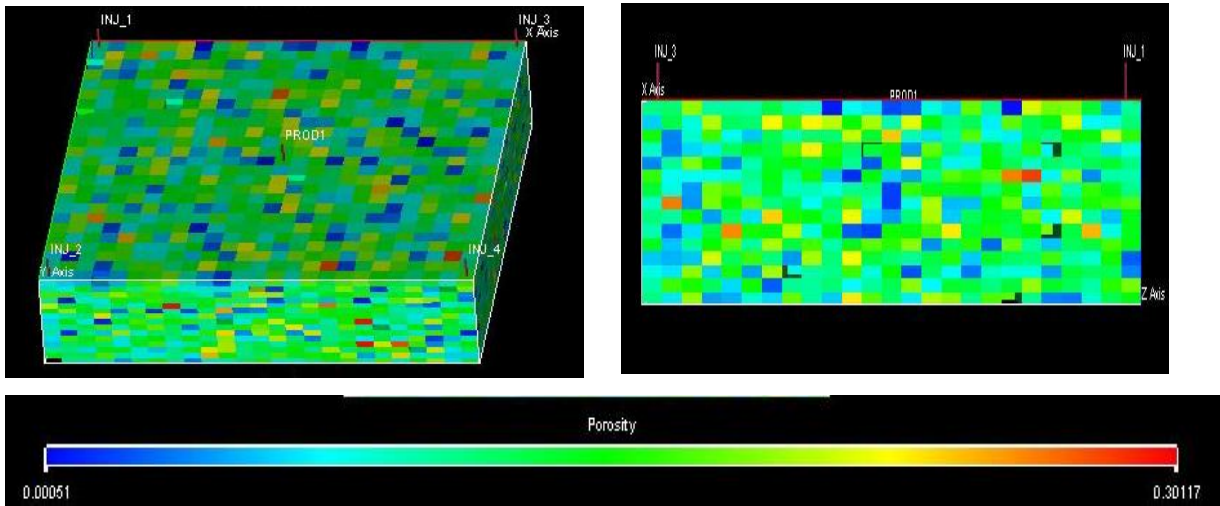 INJ_1
INJ_3
X Axis
PROD1
INJ_2
INJ_4
Y Axis
INJ_3
INJ_1
X Axis
PROD1
Z Axis
Porosity
0.00051
0.30117